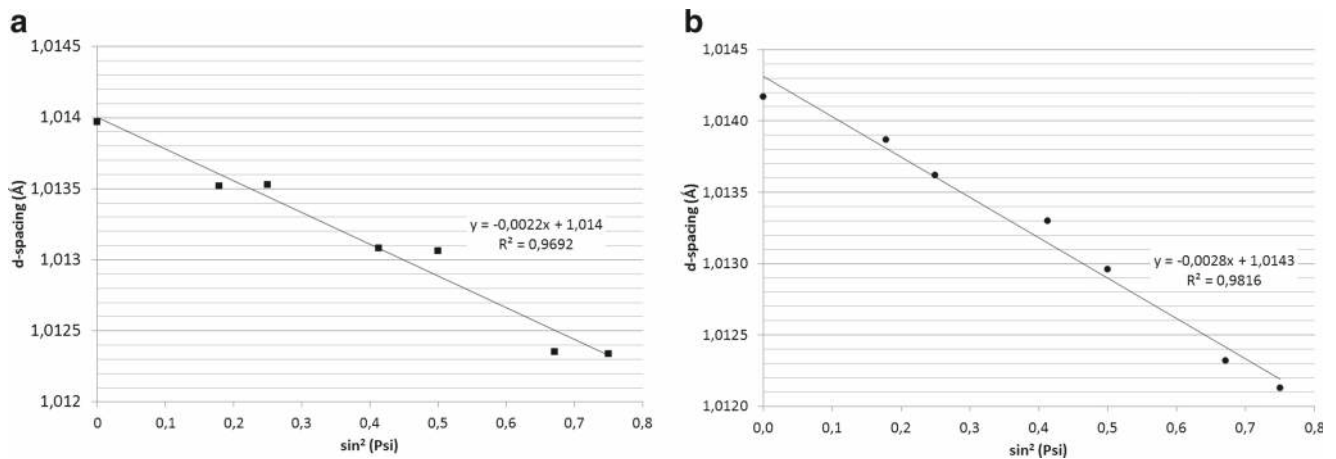 a
1,0145
1,014
1,0135
1,013
1,0125
1,012
d-spacing (Å)
y = -0,0022x + 1,014
R² = 0,9692
0 0,1 0,2 0,3 0,4 0,5 0,6 0,7 0,8
sin² (Psi)
b
1,0145
1,0140
1,0135
1,0130
1,0125
1,0120
d-spacing (Å)
y = -0,0028x + 1,0143
R² = 0,9816
0,0 0,1 0,2 0,3 0,4 0,5 0,6 0,7 0,8
sin² (Psi)